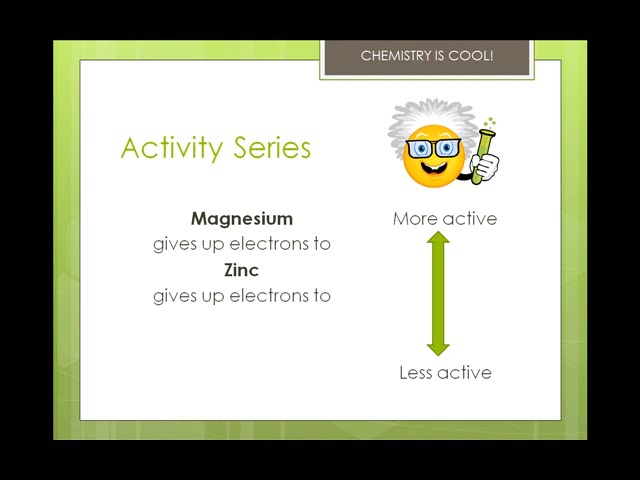 CHEMISTRY IS COOL!
Activity Series
Magnesium
gives up electrons to
Zinc
gives up electrons to
More active
Less active